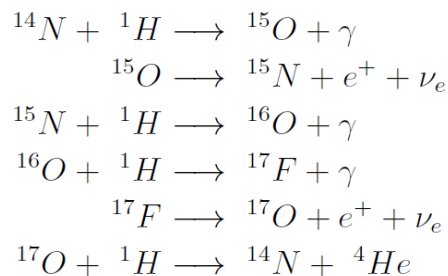 ¹⁴N + ¹H ⟶ ¹⁵O + γ
¹⁵O ⟶ ¹⁵N + e⁺ + νₑ
¹⁵N + ¹H ⟶ ¹⁶O + γ
¹⁶O + ¹H ⟶ ¹⁷F + γ
¹⁷F ⟶ ¹⁷O + e⁺ + νₑ
¹⁷O + ¹H ⟶ ¹⁴N + ⁴He